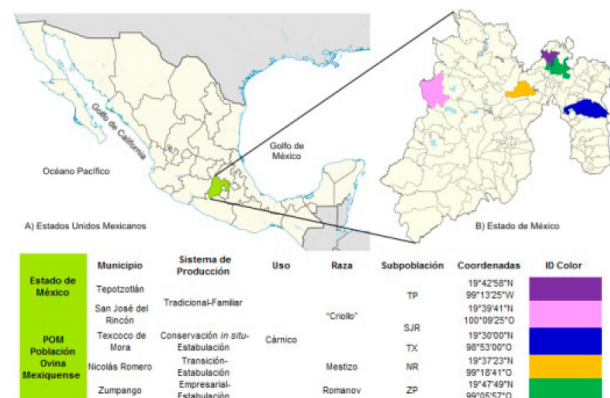 Golfo de California
Golfo de
México
Océano Pacífico
A) Estados Unidos Mexicanos
B) Estado de México
Municipio Sistema de Producción Uso Raza Subpoblación Coordenadas ID Color
Estado de México
POM Población Ovina Mexiquense
Tepotzotlán
San José del Rincón
Texcoco de Mora
Nicolás Romero
Zumpango
Tradicional-Familiar
Conservación in situ-Estabulación
Transición-Estabulación
Empresarial-Estabulación
Cárnico
"Criollo"
Mestizo
Romanov
TP
SJR
TX
NR
ZP
19°42'58"N
99°13'25"W
19°39'41"N
100°09'25"O
19°30'00"N
98°53'00"O
19°37'23"N
99°18'41"O
19°47'49"N
99°05'57"O